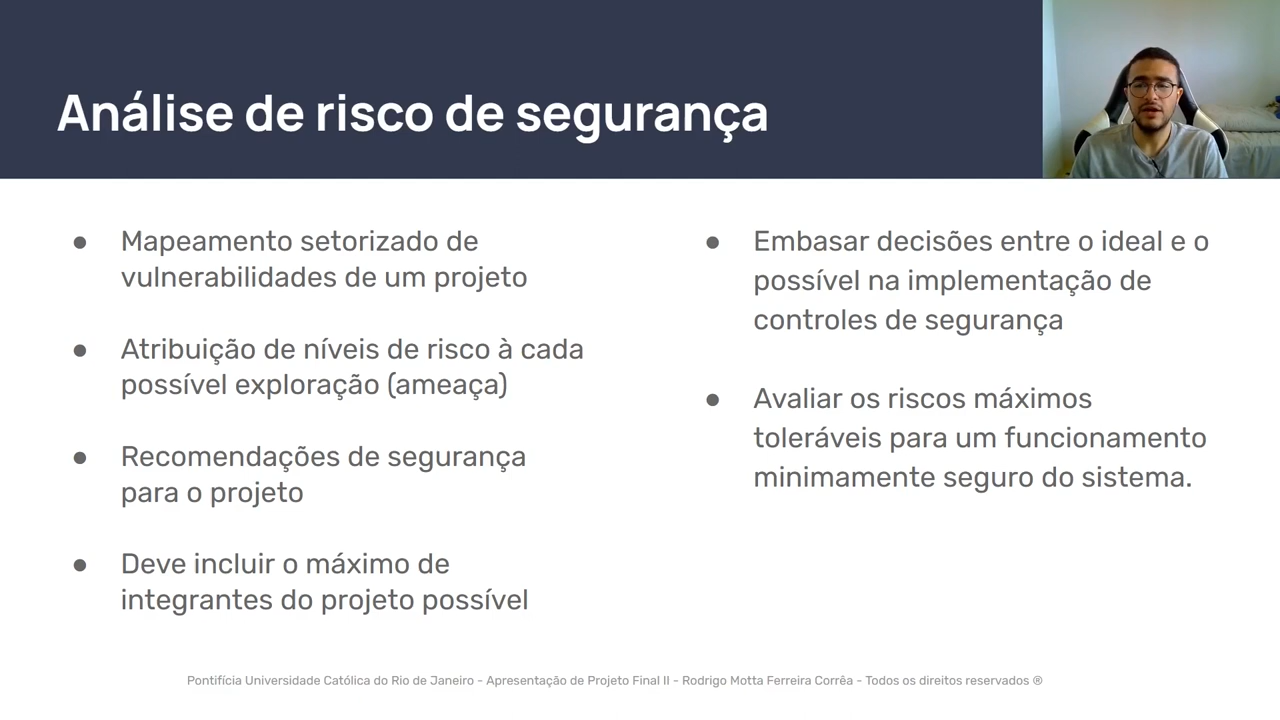 Análise de risco de segurança
● Mapeamento setorizado de
vulnerabilidades de um projeto
● Atribuição de níveis de risco à cada
possível exploração (ameaça)
● Recomendações de segurança
para o projeto
● Deve incluir o máximo de
integrantes do projeto possível
● Embasar decisões entre o ideal e o
possível na implementação de
controles de segurança
● Avaliar os riscos máximos
toleráveis para um funcionamento
minimamente seguro do sistema.
Pontifícia Universidade Católica do Rio de Janeiro - Apresentação de Projeto Final II - Rodrigo Motta Ferreira Corrêa - Todos os direitos reservados ®